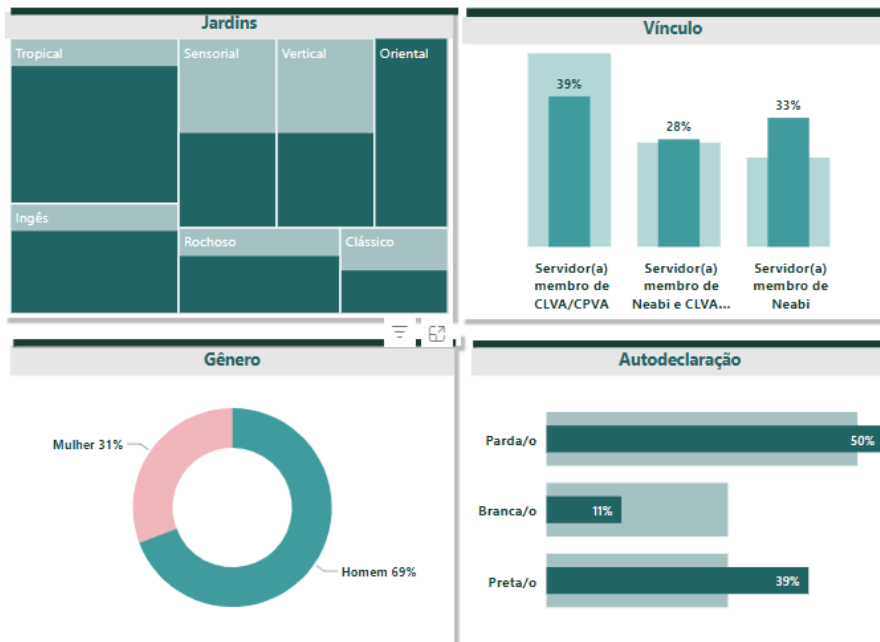 Jardins
Tropical
Sensorial
Vertical
Oriental
Ingês
Rochoso
Clássico
Vínculo
39%
28%
33%
Servidor(a)
membro de
CLVA/CPVA
Servidor(a)
membro de
Neabi e CLVA...
Servidor(a)
membro de
Neabi
Gênero
Mulher 31%
Homem 69%
Autodeclaração
Parda/o
50%
Branca/o
11%
Preta/o
39%